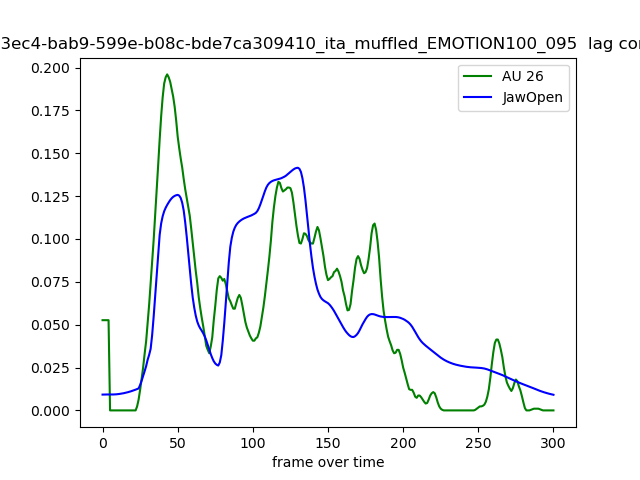 3ec4-bab9-599e-b08c-bde7ca309410_ita_muffled_EMOTION100_095 lag
AU 26
JawOpen
0.200
0.175
0.150
0.125
0.100
0.075
0.050
0.025
0.000
0 50 100 150 200 250 300
frame over time